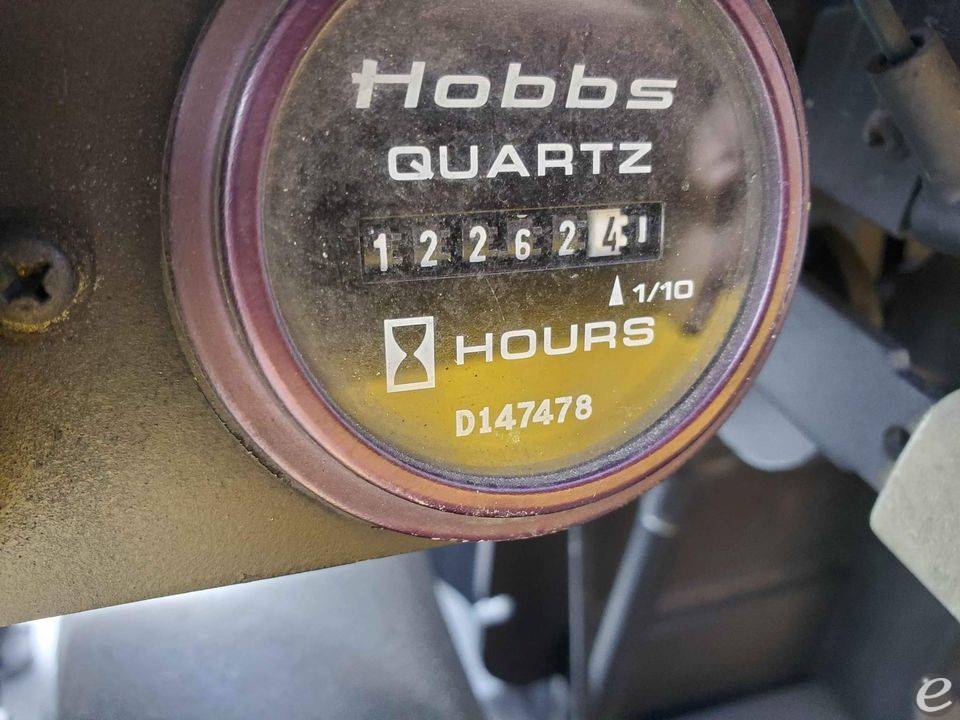 Hobbs
QUARTZ
122624
1/10
HOURS
D147478
e